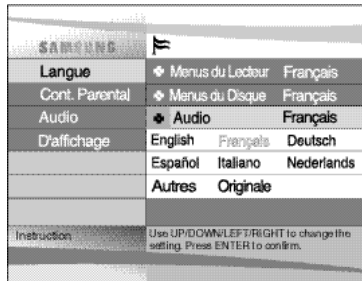 SAMSUNG
Langue
Cont. Parental
Audio
D'affichage
Menus du Lecteur Français
Menus du Disque Français
Audio Français
English Français Deutsch
Español Italiano Nederlands
Autres Originale
Instruction
Use UP/DOWN/LEFT/RIGHT to change the
setting. Press ENTER to confirm.